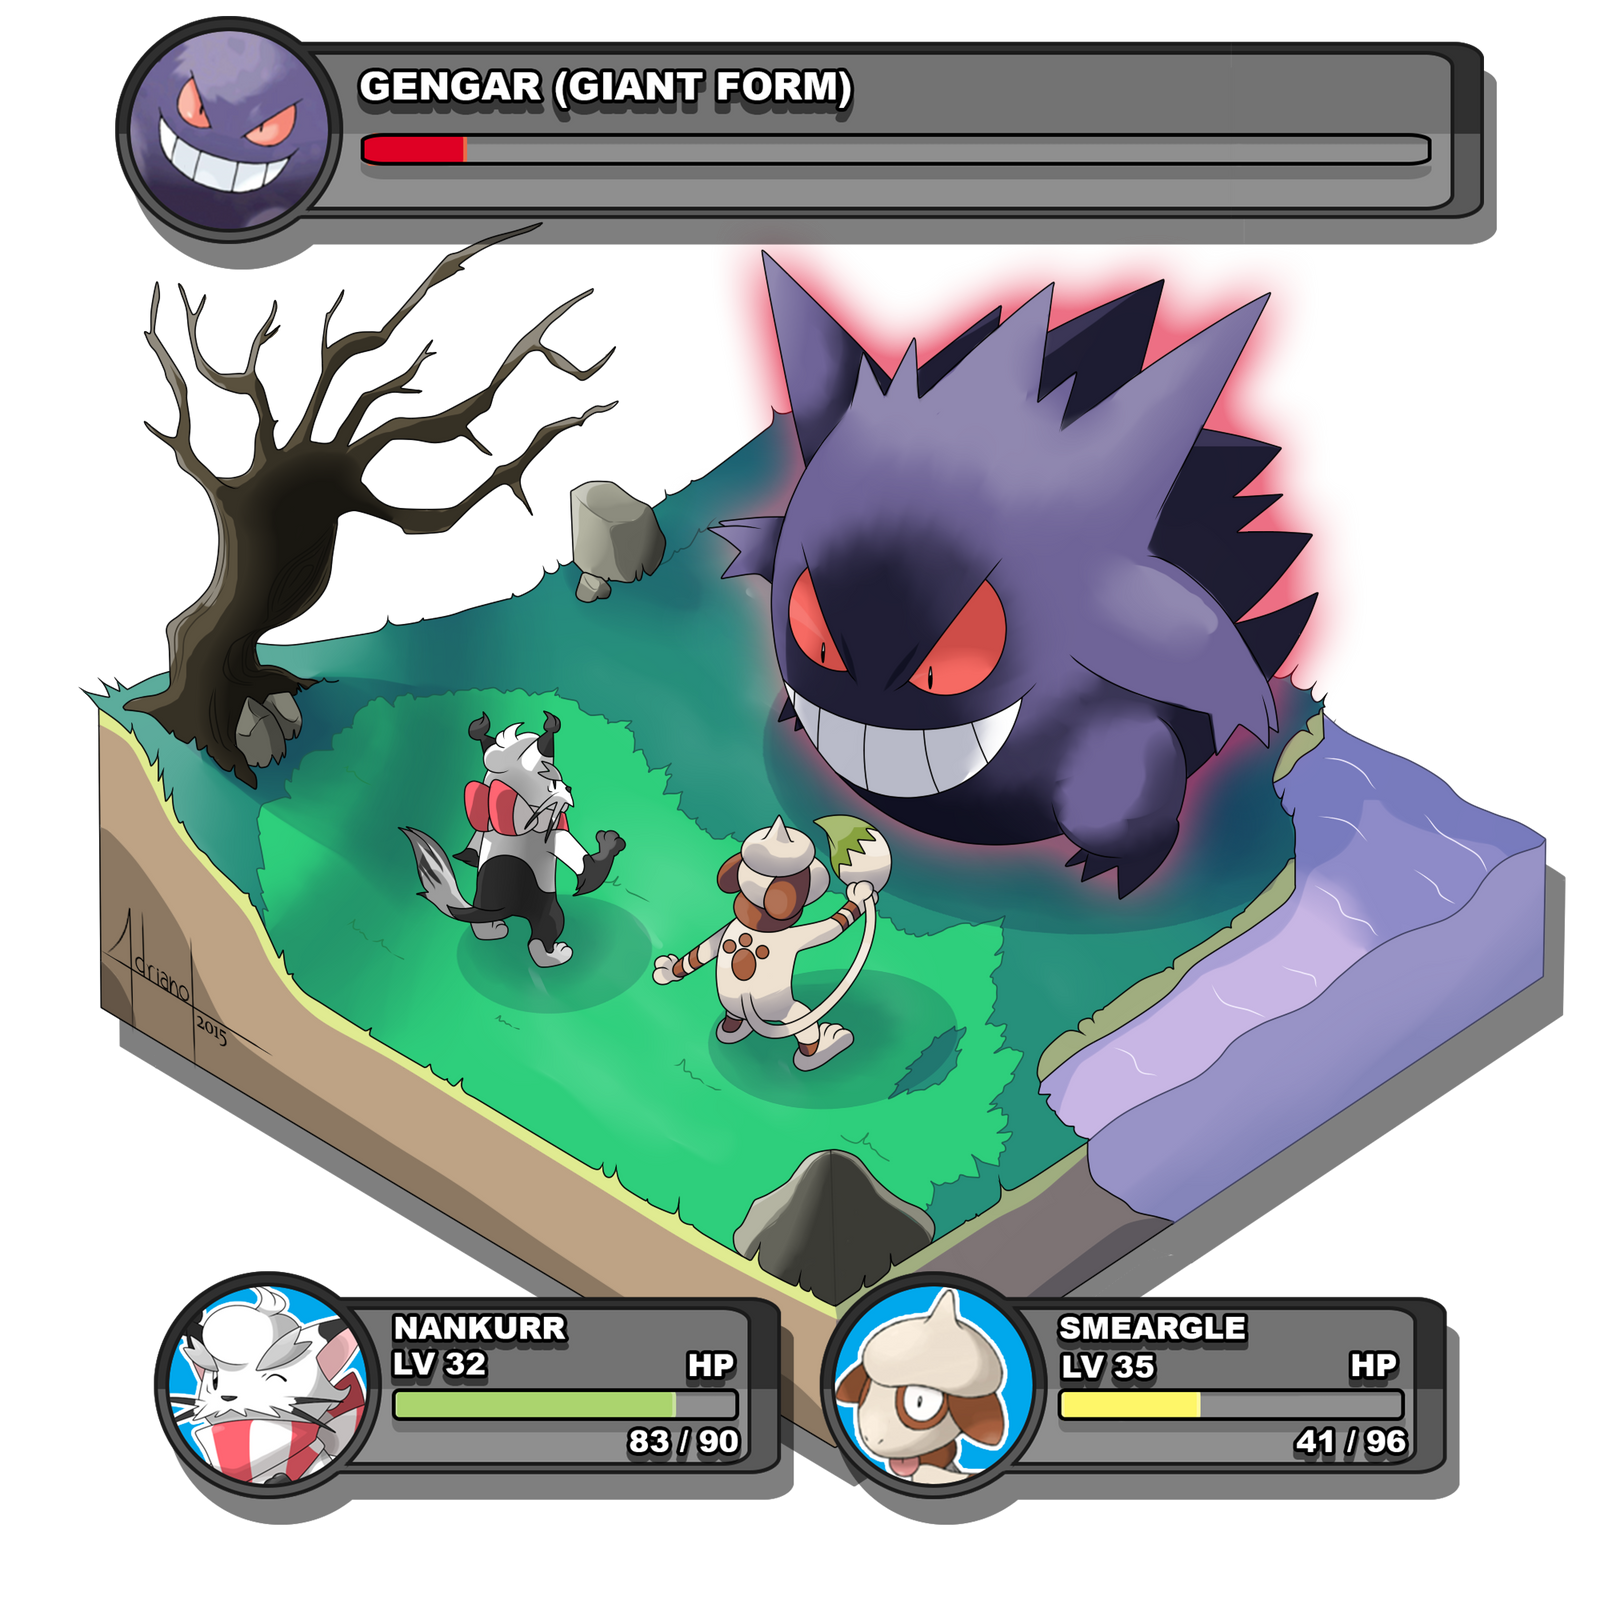 GENGAR (GIANT FORM)
Adriano
2015
NANKURR
LV 32 HP
83 / 90
SMEARGLE
LV 35 HP
41 / 96